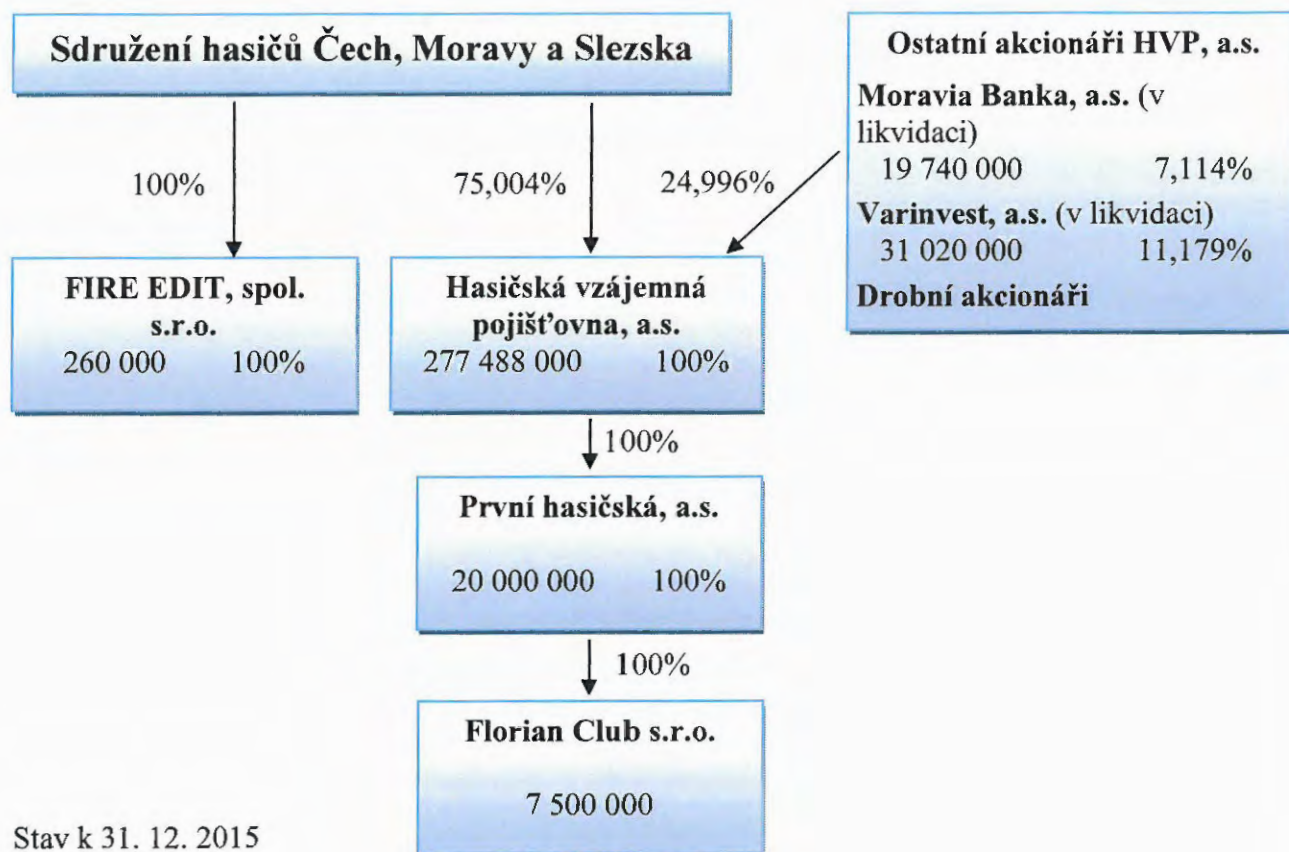 Sdružení hasičů Čech, Moravy a Slezska
Ostatní akcionáři HVP, a.s.
Moravia Banka, a.s. (v
likvidaci)
19 740 000 7,114%
Varinvest, a.s. (v likvidaci)
31 020 000 11,179%
Drobní akcionáři
100%
75,004%
24,996%
FIRE EDIT, spol.
s.r.o.
260 000 100%
Hasičská vzájemná
pojišťovna, a.s.
277 488 000 100%
100%
První hasičská, a.s.
20 000 000 100%
100%
Florian Club s.r.o.
7 500 000
Stav k 31. 12. 2015